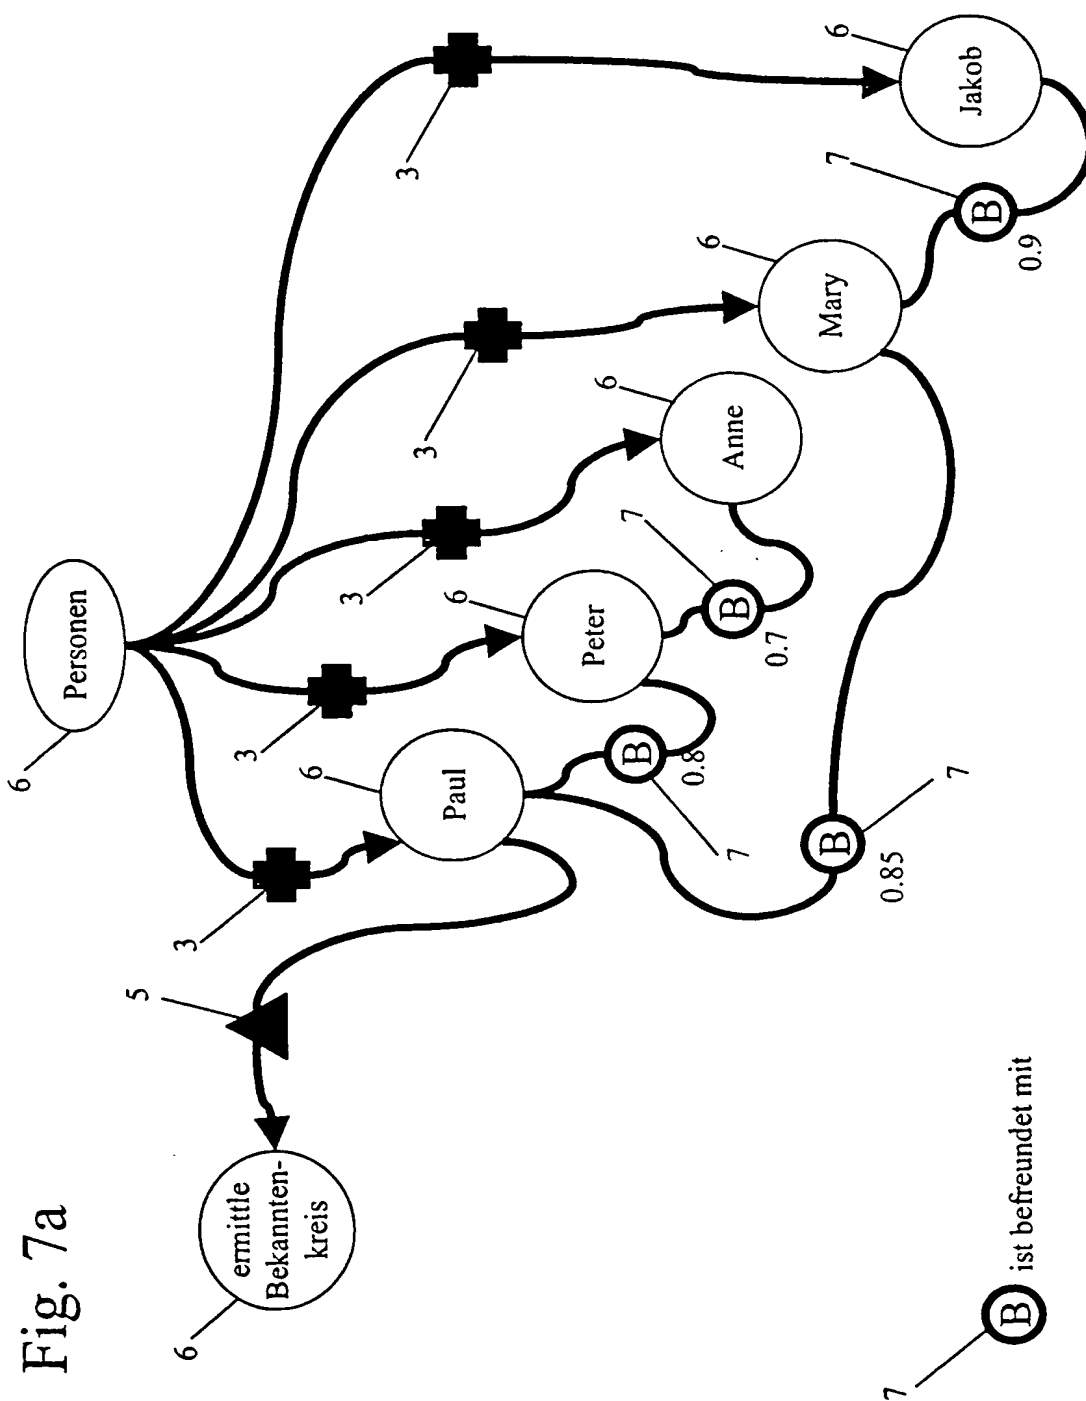 Fig. 7a
6
Personen
6
ermittle
Bekannten-
kreis
5
3
3
3
3
3
6
Paul
6
Peter
6
Anne
6
Mary
6
Jakob
B
0.8
7
B
0.7
7
B
0.85
7
B
0.9
7
7
B ist befreundet mit